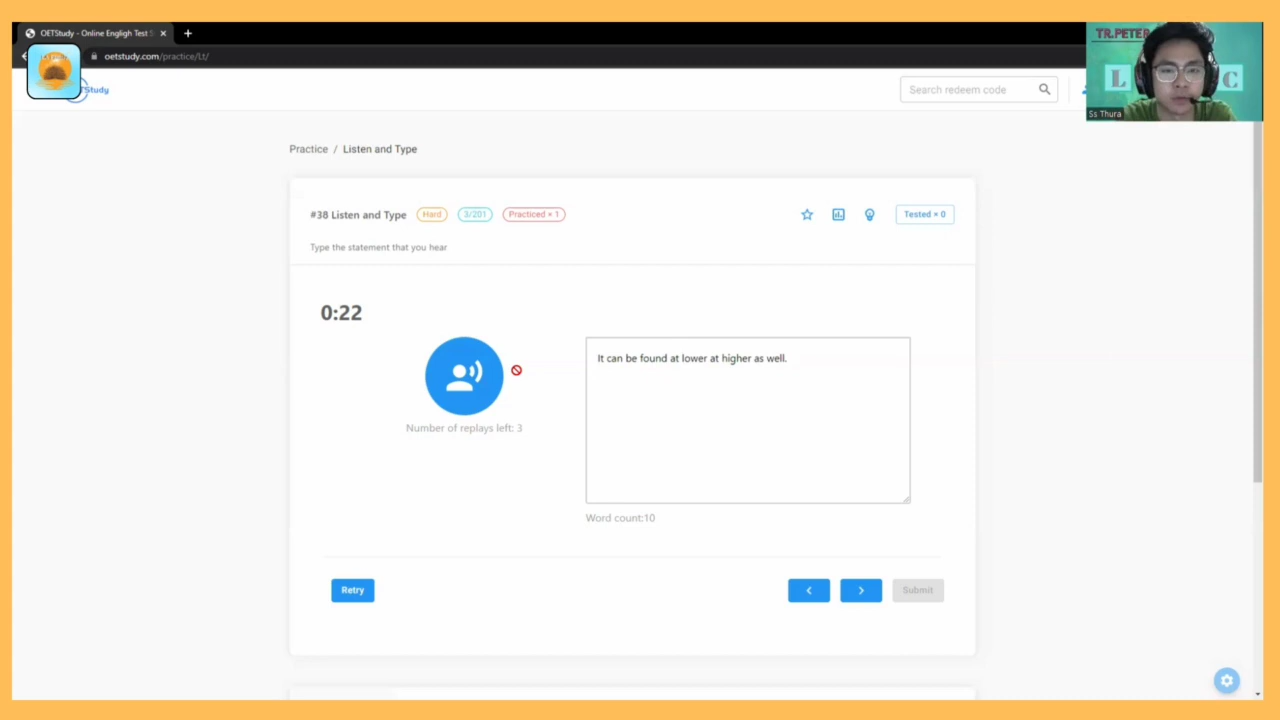 OETStudy - Online Engligh Test S
oetstudy.com/practice/Lt/
Study
Search redeem code
TR.PETER
L C
Ss Thura
Practice / Listen and Type
#38 Listen and Type Hard 3/201 Practiced × 1 Tested × 0
Type the statement that you hear
0:22
It can be found at lower at higher as well.
Number of replays left: 3
Word count:10
Retry
< > Submit